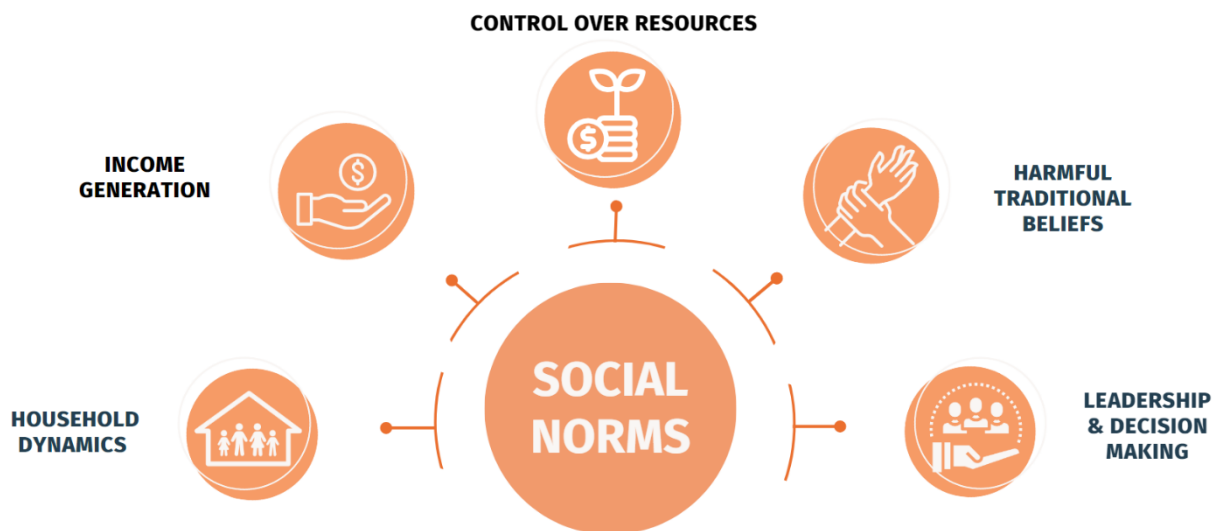 CONTROL OVER RESOURCES
INCOME
GENERATION
HARMFUL
TRADITIONAL
BELIEFS
HOUSEHOLD
DYNAMICS
SOCIAL
NORMS
LEADERSHIP
& DECISION
MAKING
$
$